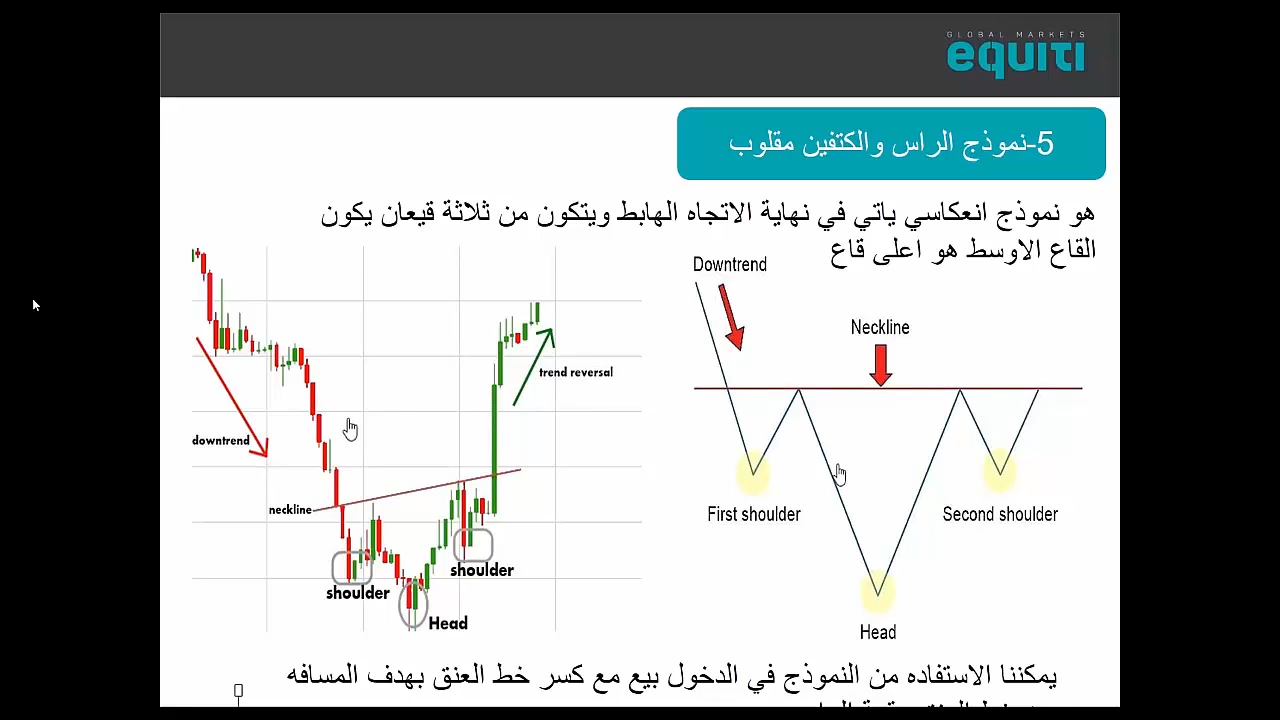 GLOBAL MARKETS
equiti
5-نموذج الراس والكتفين مقلوب
هو نموذج انعكاسي ياتي في نهاية الاتجاه الهابط ويتكون من ثلاثة قيعان يكون
القاع الاوسط هو اعلى قاع
Downtrend
Neckline
First shoulder
Second shoulder
Head
trend reversal
downtrend
neckline
shoulder
shoulder
Head
يمكننا الاستفاده من النموذج في الدخول بيع مع كسر خط العنق بهدف المسافه